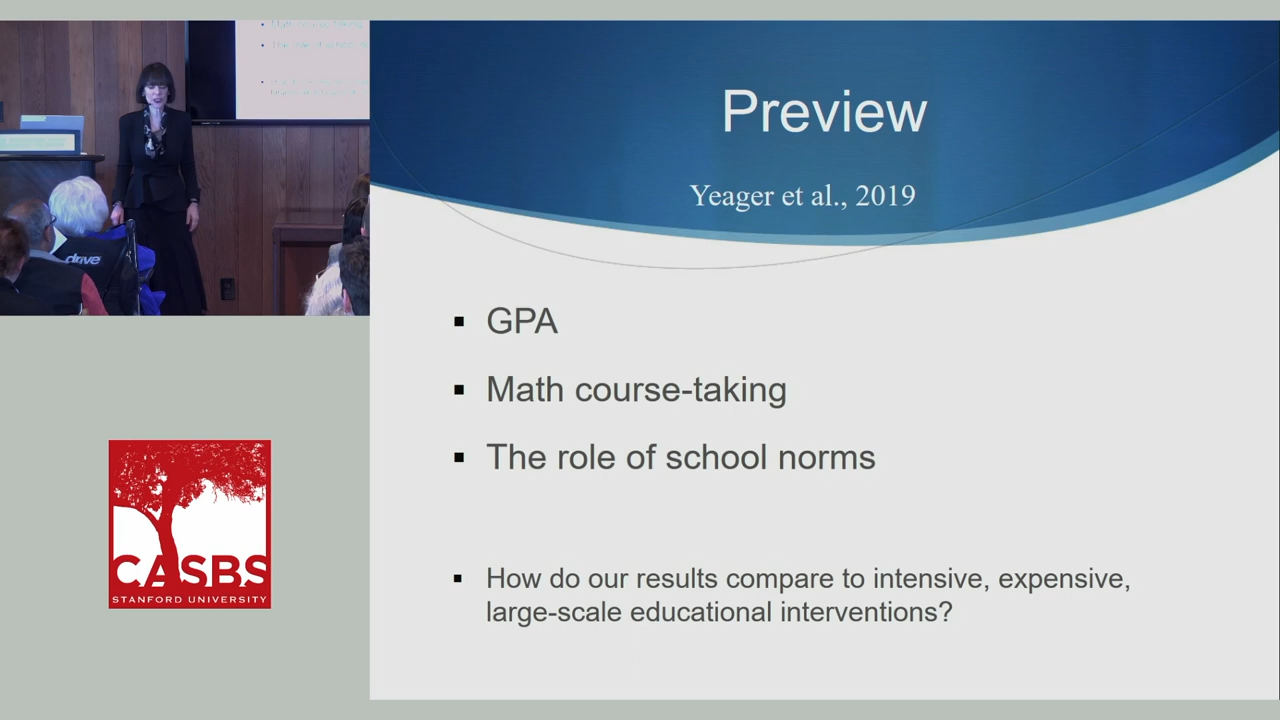 Preview
Yeager et al., 2019
▪ GPA
▪ Math course-taking
▪ The role of school norms
▪ How do our results compare to intensive, expensive,
large-scale educational interventions?
drive
CASBS
STANFORD UNIVERSITY